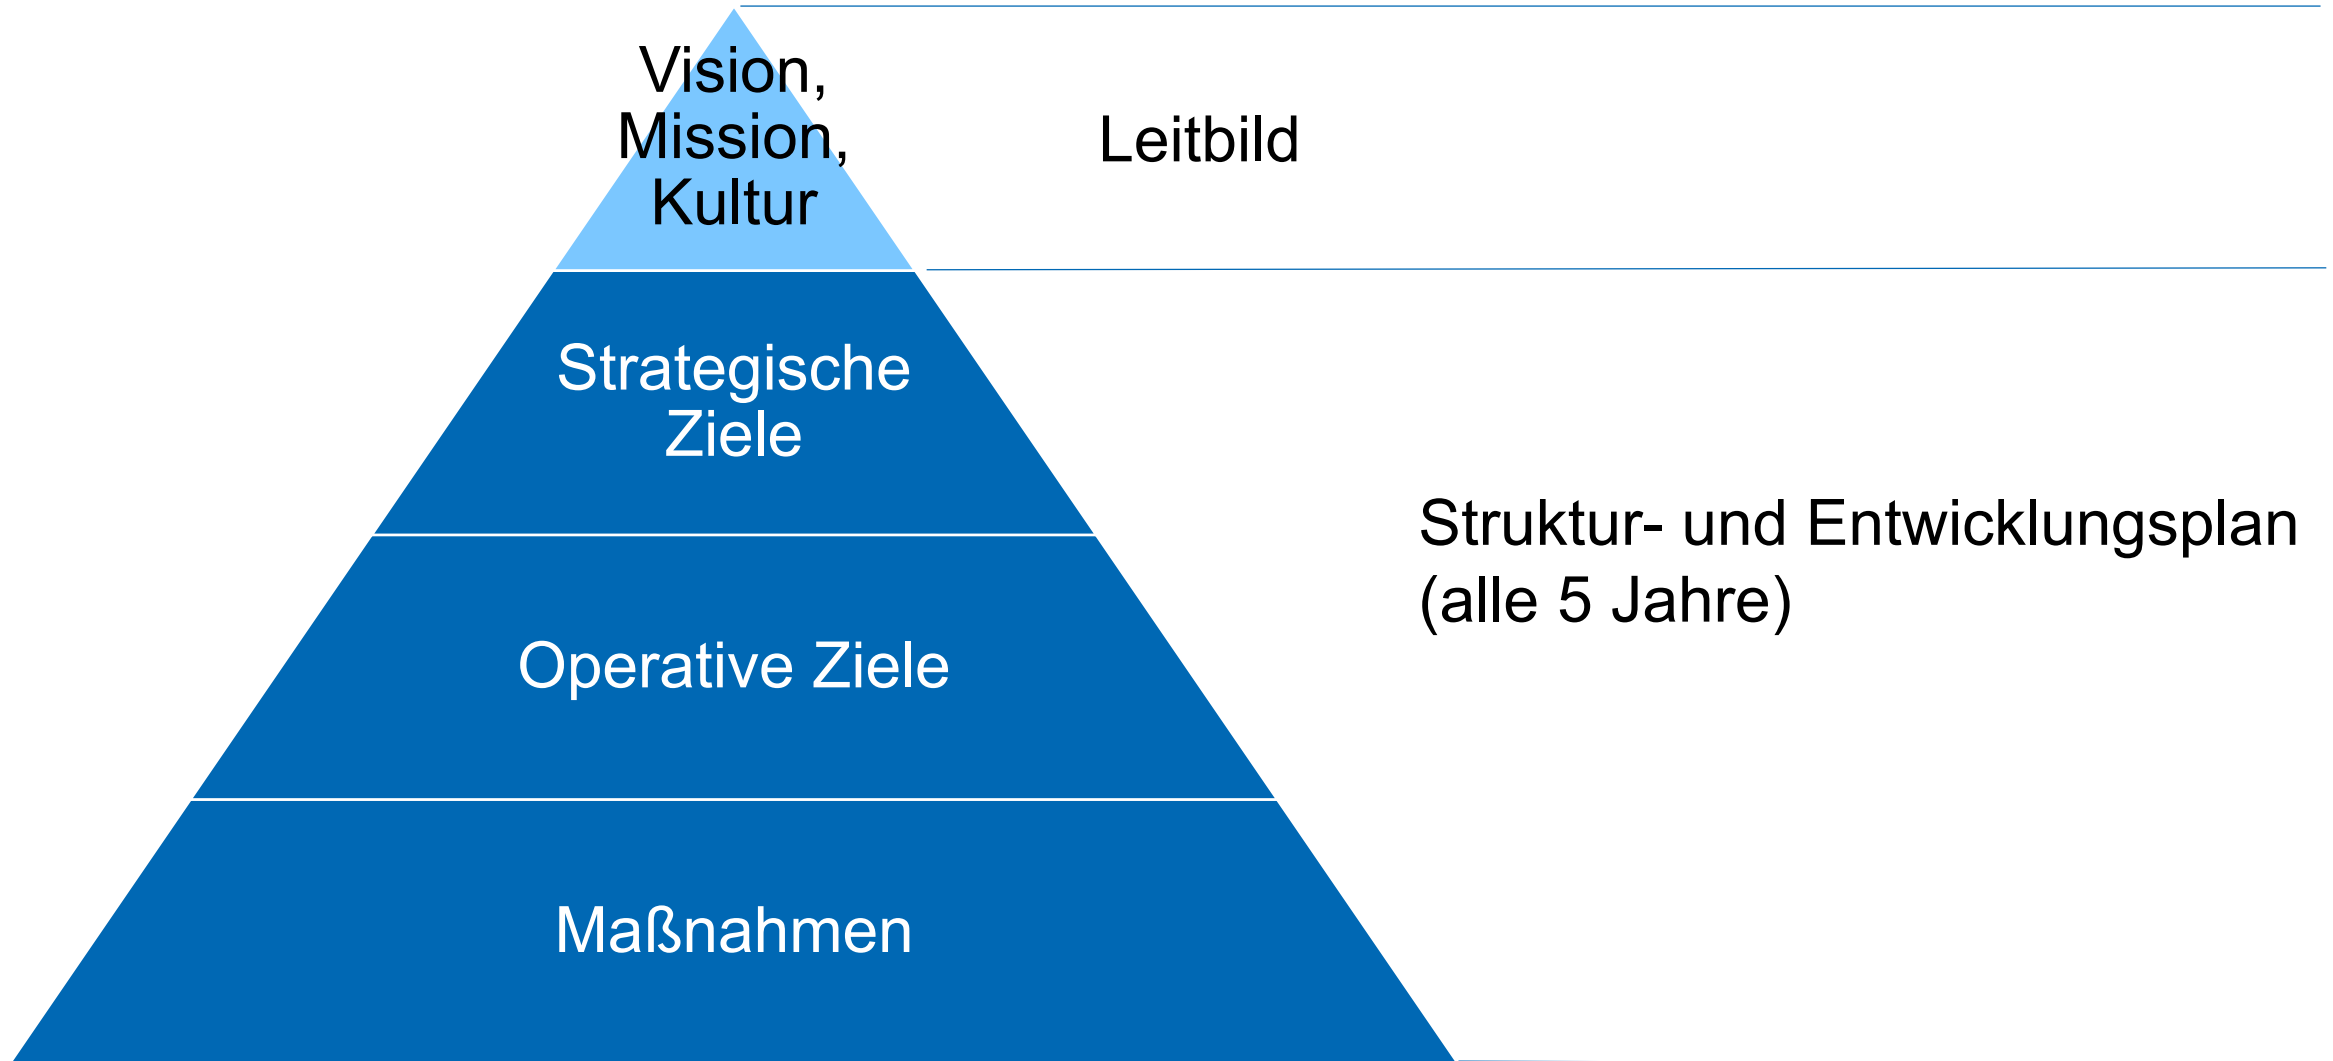 Vision,
Mission,
Kultur
Leitbild
Strategische
Ziele
Operative Ziele
Maßnahmen
Struktur- und Entwicklungsplan
(alle 5 Jahre)